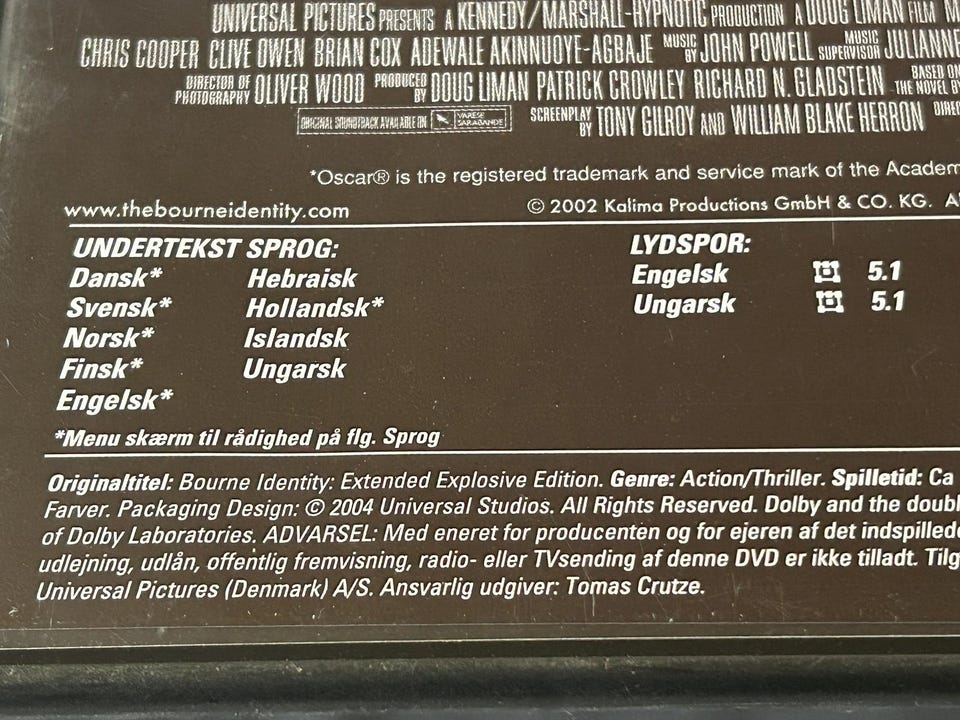 UNIVERSAL PICTURES PRESENTS A KENNEDY/MARSHALL-HYPNOTIC PRODUCTION A DOUG LIMAN FILM
CHRIS COOPER CLIVE OWEN BRIAN COX ADEWALE AKINNUOYE-AGBAJE MUSIC BY JOHN POWELL MUSIC SUPERVISOR JULIANNE
DIRECTOR OF PHOTOGRAPHY OLIVER WOOD PRODUCED BY DOUG LIMAN PATRICK CROWLEY RICHARD N. GLADSTEIN BASED ON THE NOVEL BY
ORIGINAL SOUNDTRACK AVAILABLE ON VARESE SARABANDE SCREENPLAY BY TONY GILROY AND WILLIAM BLAKE HERRON
*Oscar® is the registered trademark and service mark of the Academ
www.thebourneidentity.com © 2002 Kalima Productions GmbH & CO. KG.
UNDERTEKST SPROG: LYDSPOR:
Dansk* Hebraisk Engelsk 5.1
Svensk* Hollandsk* Ungarsk 5.1
Norsk* Islandsk
Finsk* Ungarsk
Engelsk*
*Menu skærm til rådighed på flg. Sprog
Originaltitel: Bourne Identity: Extended Explosive Edition. Genre: Action/Thriller. Spilletid: Ca
Farver. Packaging Design: © 2004 Universal Studios. All Rights Reserved. Dolby and the doubl
of Dolby Laboratories. ADVARSEL: Med eneret for producenten og for ejeren af det indspillede
udlejning, udlån, offentlig fremvisning, radio- eller TVsending af denne DVD er ikke tilladt. Tilg
Universal Pictures (Denmark) A/S. Ansvarlig udgiver: Tomas Crutze.